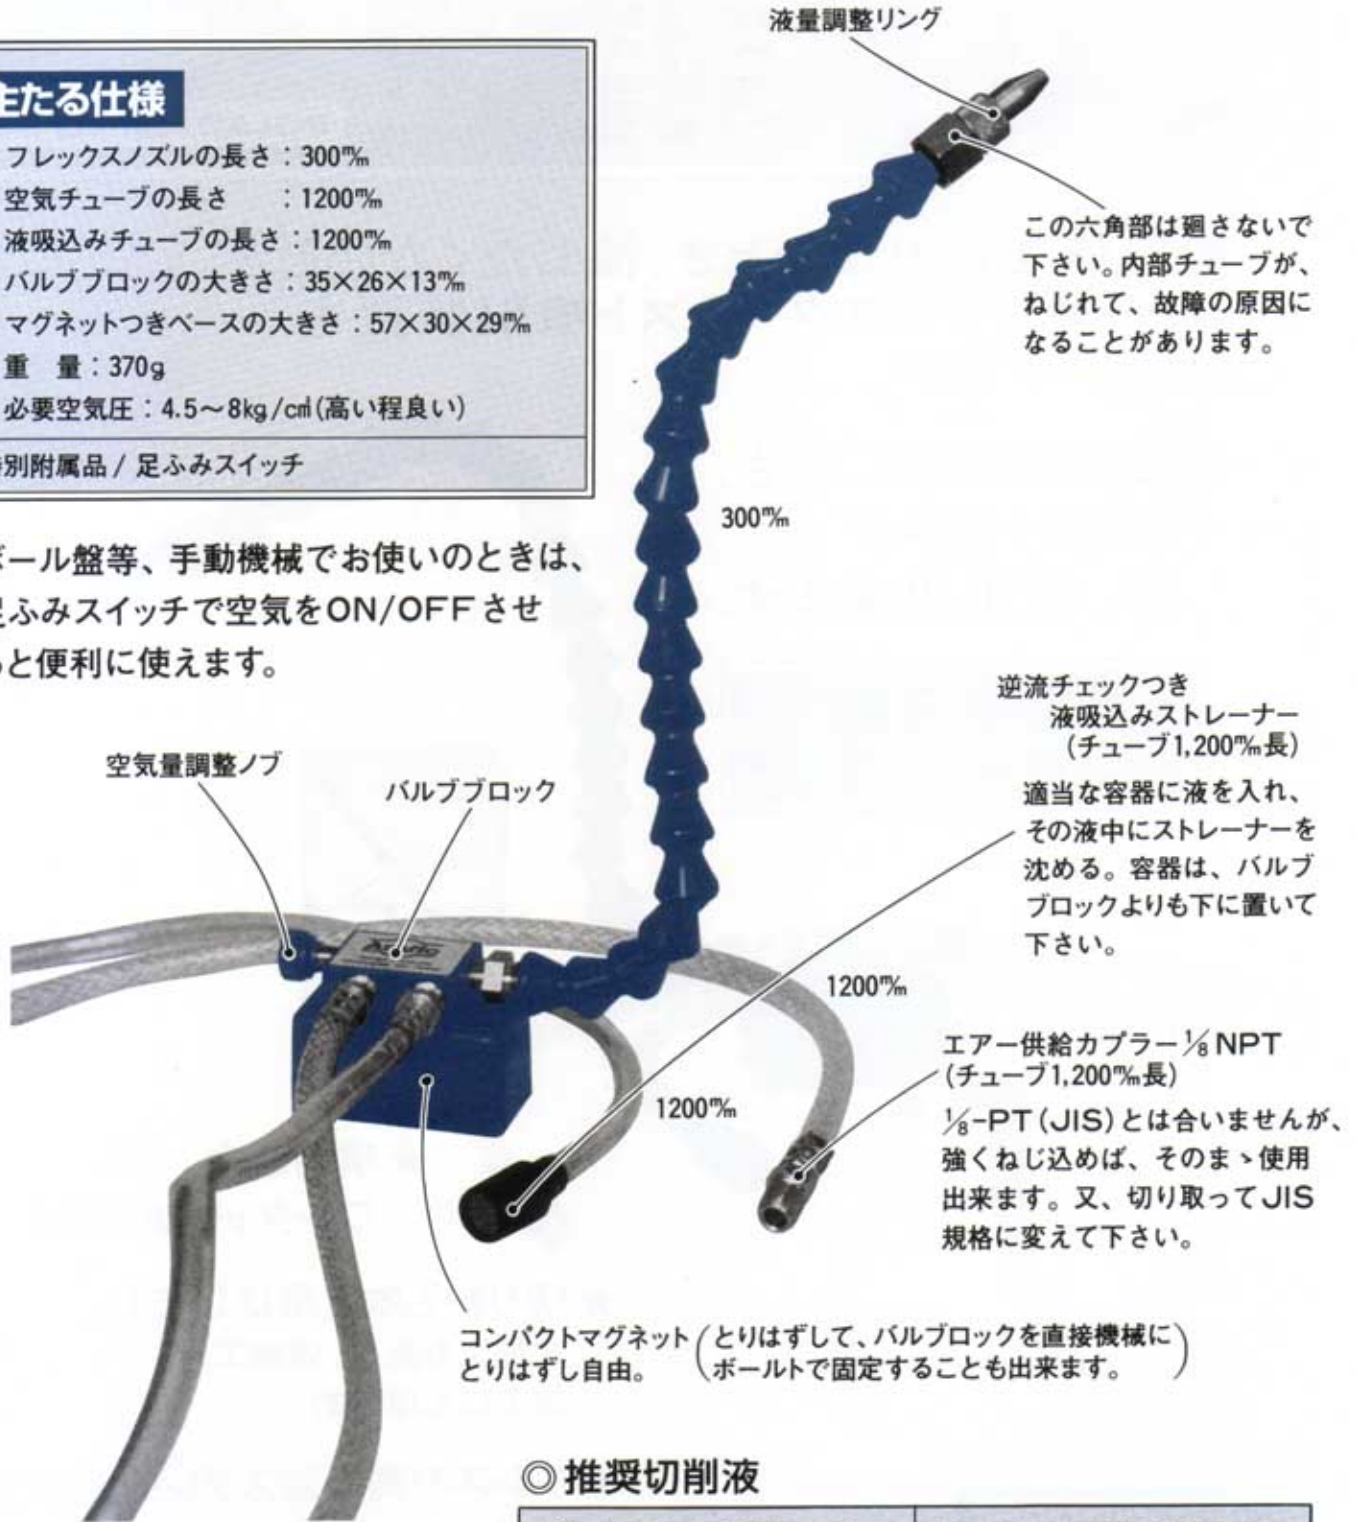 液量調整リング
主たる仕様
フレックスノズルの長さ：300㎜
空気チューブの長さ　：1200㎜
液吸込みチューブの長さ：1200㎜
バルブブロックの大きさ：35×26×13㎜
マグネットつきベースの大きさ：57×30×29㎜
重　量：370g
必要空気圧：4.5～8kg/c㎡(高い程良い)
別附属品 / 足ふみスイッチ
この六角部は廻さないで
下さい。内部チューブが、
ねじれて、故障の原因に
なることがあります。
300㎜
ボール盤等、手動機械でお使いのときは、
足ふみスイッチで空気をON/OFFさせ
ると便利に使えます。
逆流チェックつき
液吸込みストレーナー
(チューブ1,200㎜長)
適当な容器に液を入れ、
その液中にストレーナーを
沈める。容器は、バルブ
ブロックよりも下に置いて
下さい。
空気量調整ノブ
バルブブロック
1200㎜
エアー供給カプラー⅛NPT
(チューブ1,200㎜長)
⅛-PT(JIS)とは合いませんが、
強くねじ込めば、そのまゝ使用
出来ます。又、切り取ってJIS
規格に変えて下さい。
1200㎜
コンパクトマグネット(とりはずして、バルブロックを直接機械に
とりはずし自由。(ボールトで固定することも出来ます。)
◎推奨切削液